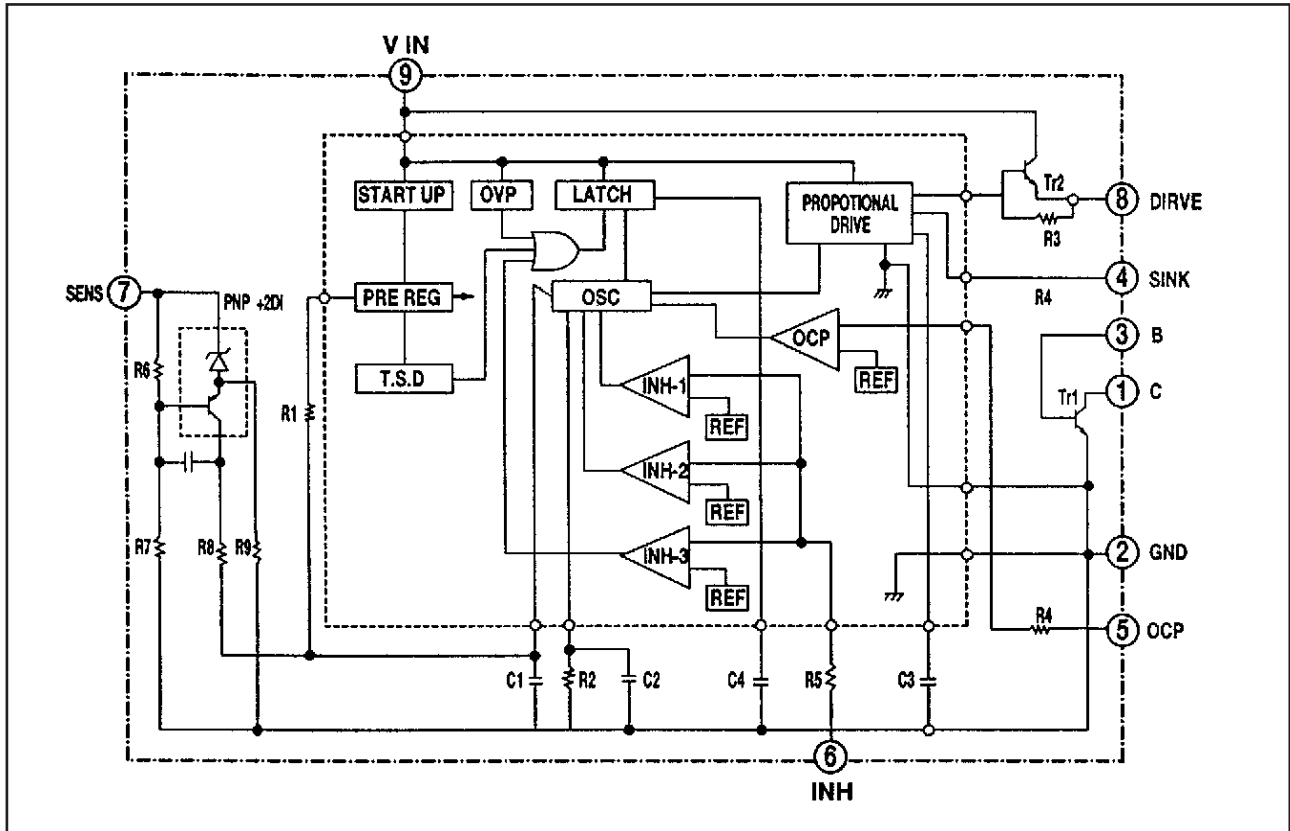 V IN
9
START UP
OVP
LATCH
PROPOTIONAL
DRIVE
Tr2
8 DIRVE
R3
SENS 7
PNP +2DI
PRE REG
OSC
R4
4 SINK
OCP
REF
3 B
R6
T.S.D
INH-1
REF
Tr1
1 C
R1
INH-2
REF
R7
R8
R9
INH-3
REF
2 GND
R4
5 OCP
C1
R2
C2
C4
R5
C3
6
INH